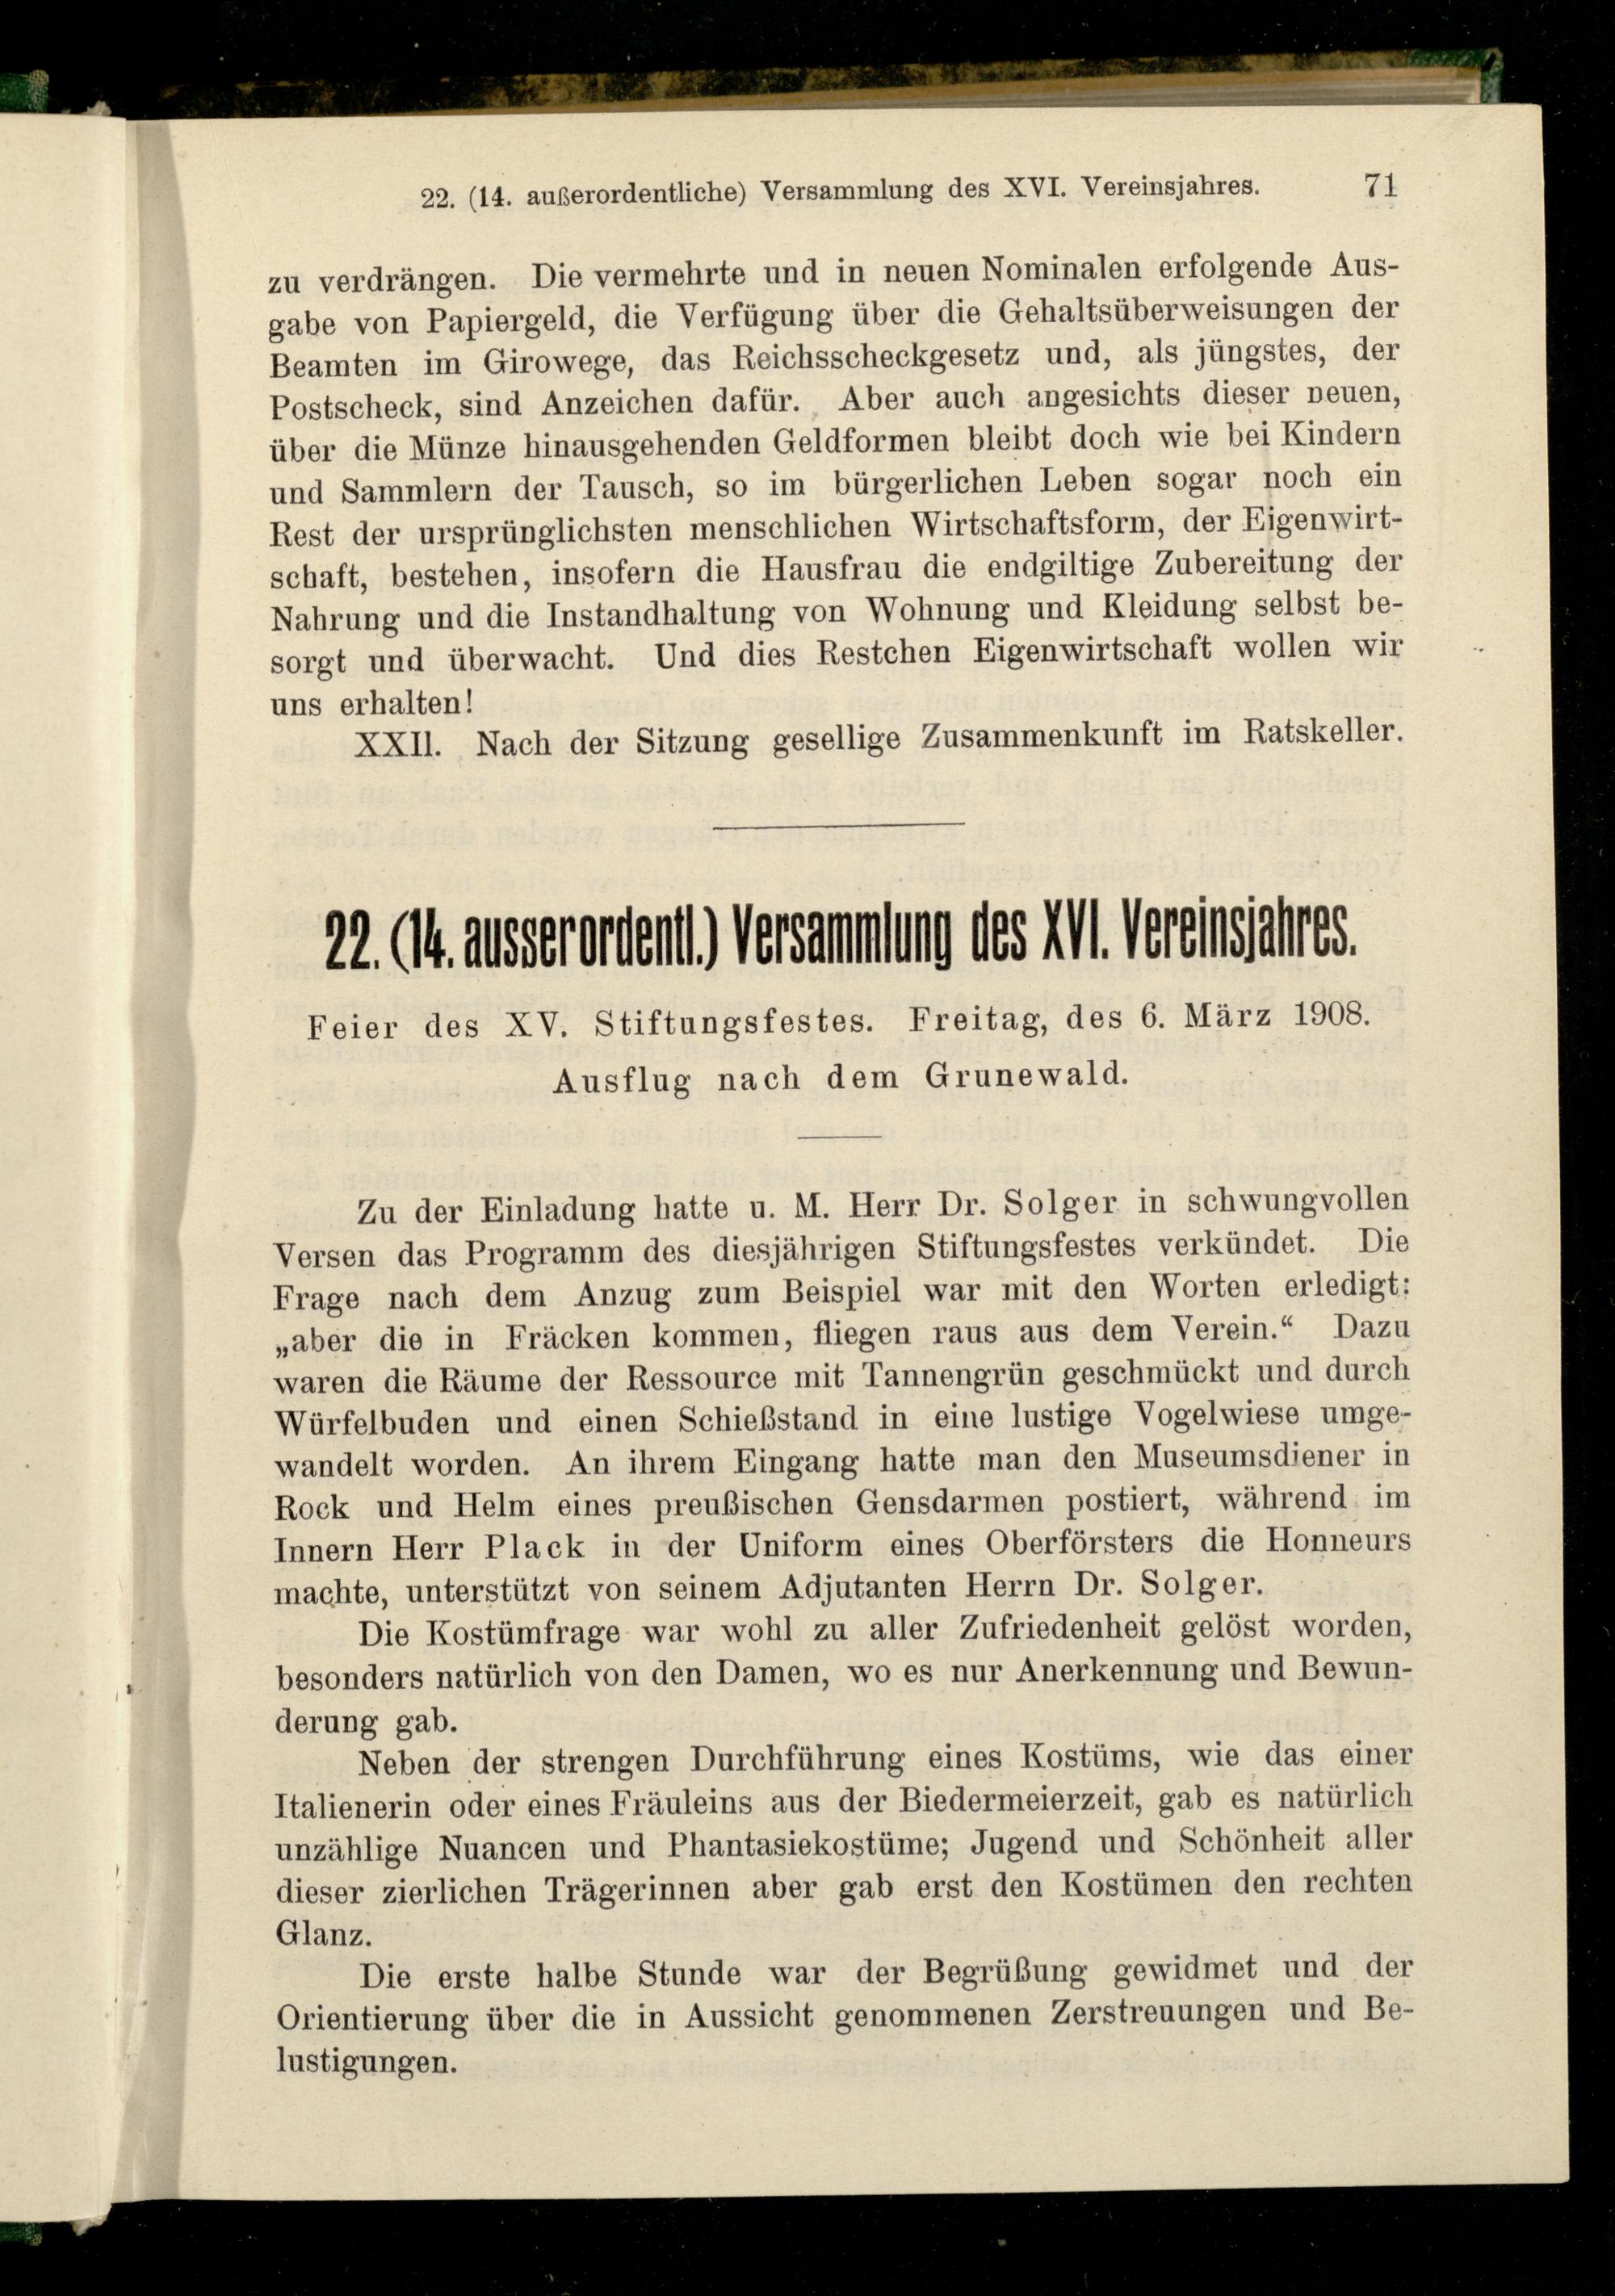 22. (14. außerordentliche) Versammlung des XVI. Vereinsjahres. 71
zu verdrängen. Die vermehrte und in neuen Nominalen erfolgende Aus-
gabe von Papiergeld, die Verfügung über die Gehaltsüberweisungen der
Beamten im Girowege, das Reichsscheckgesetz und, als jüngstes, der
Postscheck, sind Anzeichen dafür. Aber auch angesichts dieser neuen,
über die Münze hinausgehenden Geldformen bleibt doch wie bei Kindern
und Sammlern der Tausch, so im bürgerlichen Leben sogar noch ein
Rest der ursprünglichsten menschlichen Wirtschaftsform, der Eigenwirt-
schaft, bestehen, insofern die Hausfrau die endgiltige Zubereitung der
Nahrung und die Instandhaltung von Wohnung und Kleidung selbst be-
sorgt und überwacht. Und dies Restchen Eigenwirtschaft wollen wir
uns erhalten!
XXIl. Nach der Sitzung gesellige Zusammenkunft im Ratskeller.
22. (14. ausserordentl.) Versammlung des XVI. Vereinsjahres.
Feier des XV. Stiftungsfestes. Freitag, des 6. März 1908.
Ausflug nach dem Grunewald.
Zu der Einladung hatte u. M. Herr Dr. Solger in schwungvollen
Versen das Programm des diesjährigen Stiftungsfestes verkündet. Die
Frage nach dem Anzug zum Beispiel war mit den Worten erledigt:
„aber die in Fräcken kommen, fliegen raus aus dem Verein.“ Dazu
waren die Räume der Ressource mit Tannengrün geschmückt und durch
Würfelbuden und einen Schießstand in eine lustige Vogelwiese umge-
wandelt worden. An ihrem Eingang hatte man den Museumsdiener in
Rock und Helm eines preußischen Gensdarmen postiert, während im
Innern Herr Plack in der Uniform eines Oberförsters die Honneurs
machte, unterstützt von seinem Adjutanten Herrn Dr. Solger.
Die Kostümfrage war wohl zu aller Zufriedenheit gelöst worden,
besonders natürlich von den Damen, wo es nur Anerkennung und Bewun-
derung gab.
Neben der strengen Durchführung eines Kostüms, wie das einer
Italienerin oder eines Fräuleins aus der Biedermeierzeit, gab es natürlich
unzählige Nuancen und Phantasiekostüme; Jugend und Schönheit aller
dieser zierlichen Trägerinnen aber gab erst den Kostümen den rechten
Glanz.
Die erste halbe Stunde war der Begrüßung gewidmet und der
Orientierung über die in Aussicht genommenen Zerstreuungen und Be-
lustigungen.